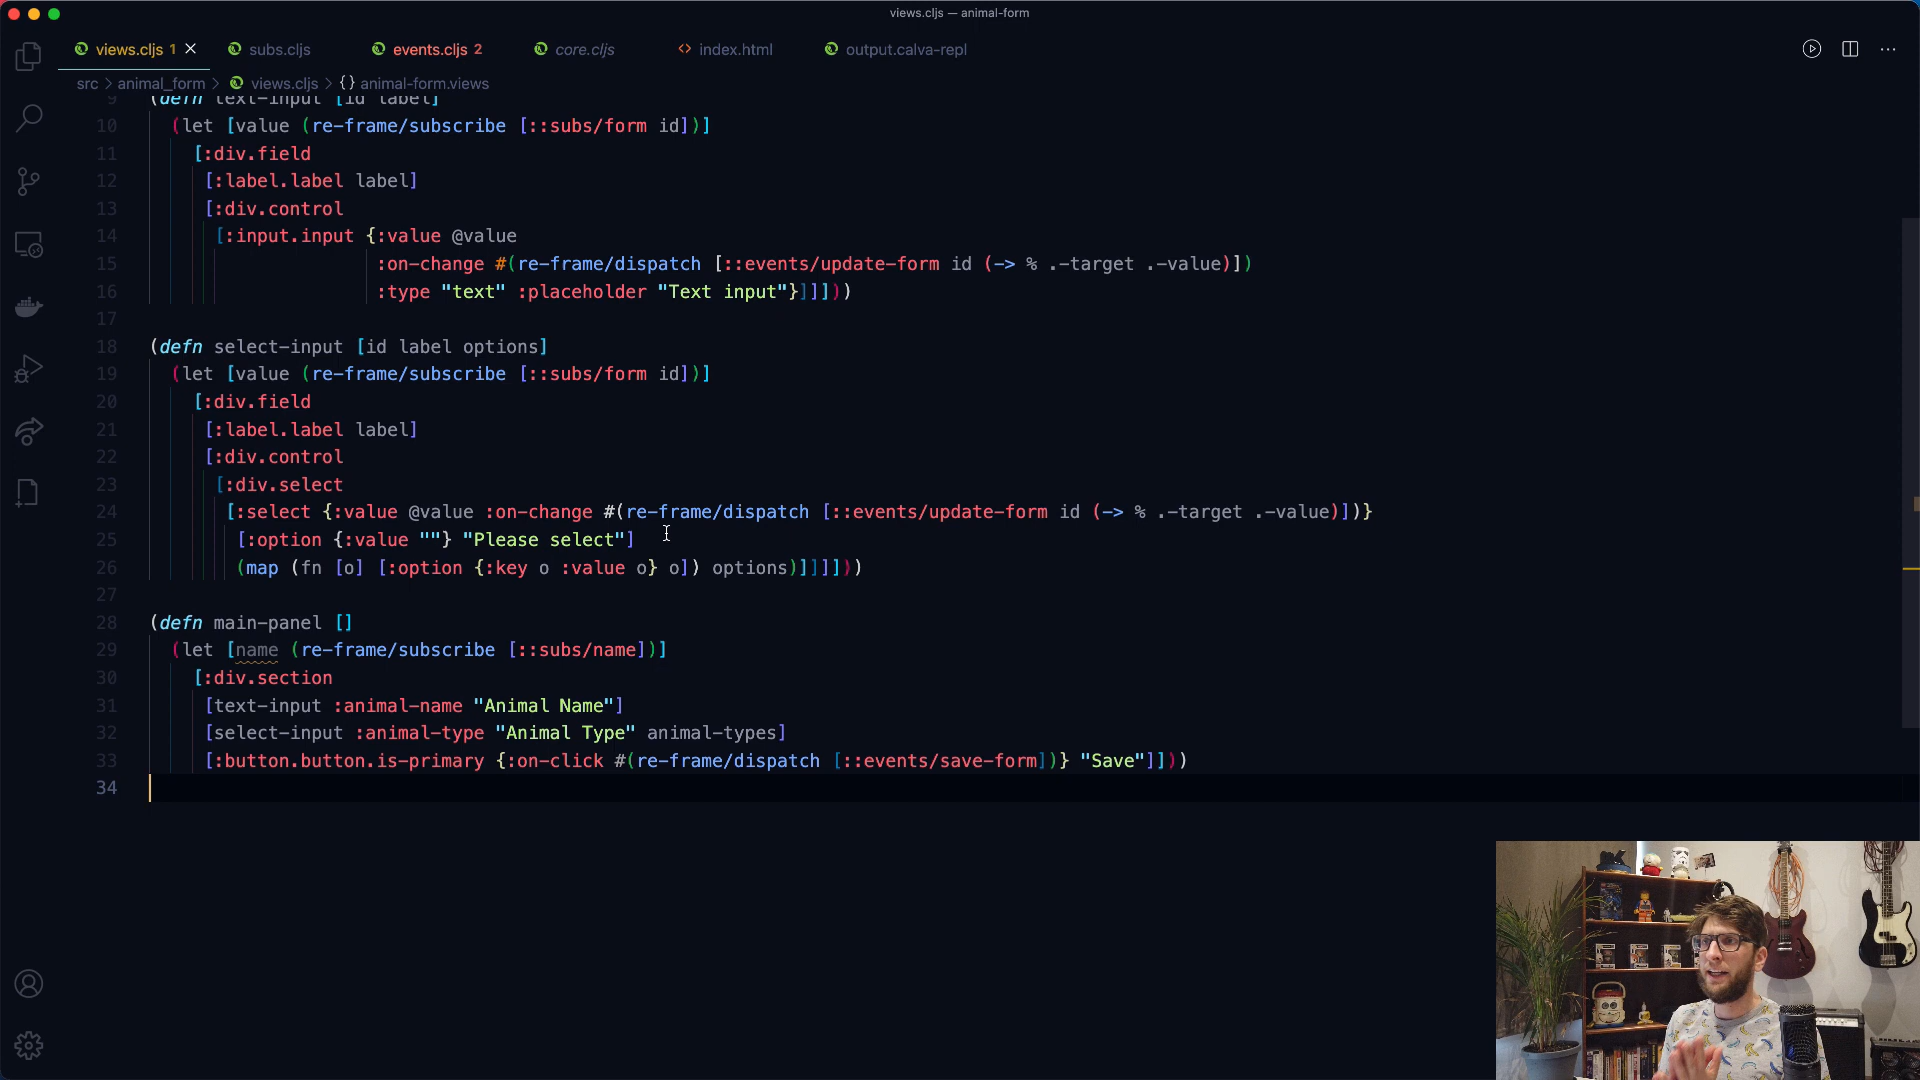 views.cljs — animal-form
views.cljs 1
subs.cljs
events.cljs 2
core.cljs
<> index.html
output.calva-repl
src > animal_form > views.cljs > {} animal-form.views
9 (defn text-input [id label]
10 (let [value (re-frame/subscribe [::subs/form id])]
11 [:div.field
12 [:label.label label]
13 [:div.control
14 [:input.input {:value @value
15 :on-change #(re-frame/dispatch [::events/update-form id (-> % .-target .-value)])
16 :type "text" :placeholder "Text input"}]]]))
17
18 (defn select-input [id label options]
19 (let [value (re-frame/subscribe [::subs/form id])]
20 [:div.field
21 [:label.label label]
22 [:div.control
23 [:div.select
24 [:select {:value @value :on-change #(re-frame/dispatch [::events/update-form id (-> % .-target .-value)])}
25 [:option {:value ""} "Please select"]
26 (map (fn [o] [:option {:key o :value o} o]) options)]]]]))
27
28 (defn main-panel []
29 (let [name (re-frame/subscribe [::subs/name])]
30 [:div.section
31 [text-input :animal-name "Animal Name"]
32 [select-input :animal-type "Animal Type" animal-types]
33 [:button.button.is-primary {:on-click #(re-frame/dispatch [::events/save-form])} "Save"]]))
34